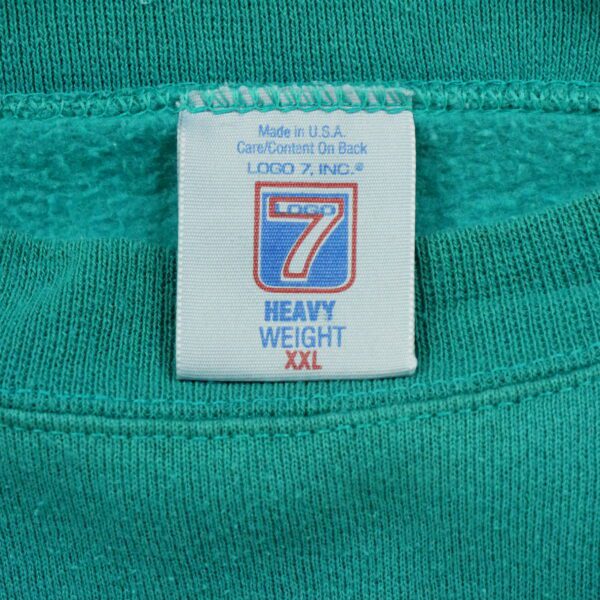 Made in U.S.A.
Care/Content On Back
LOGO 7, INC.®
LOGO
7
HEAVY
WEIGHT
XXL